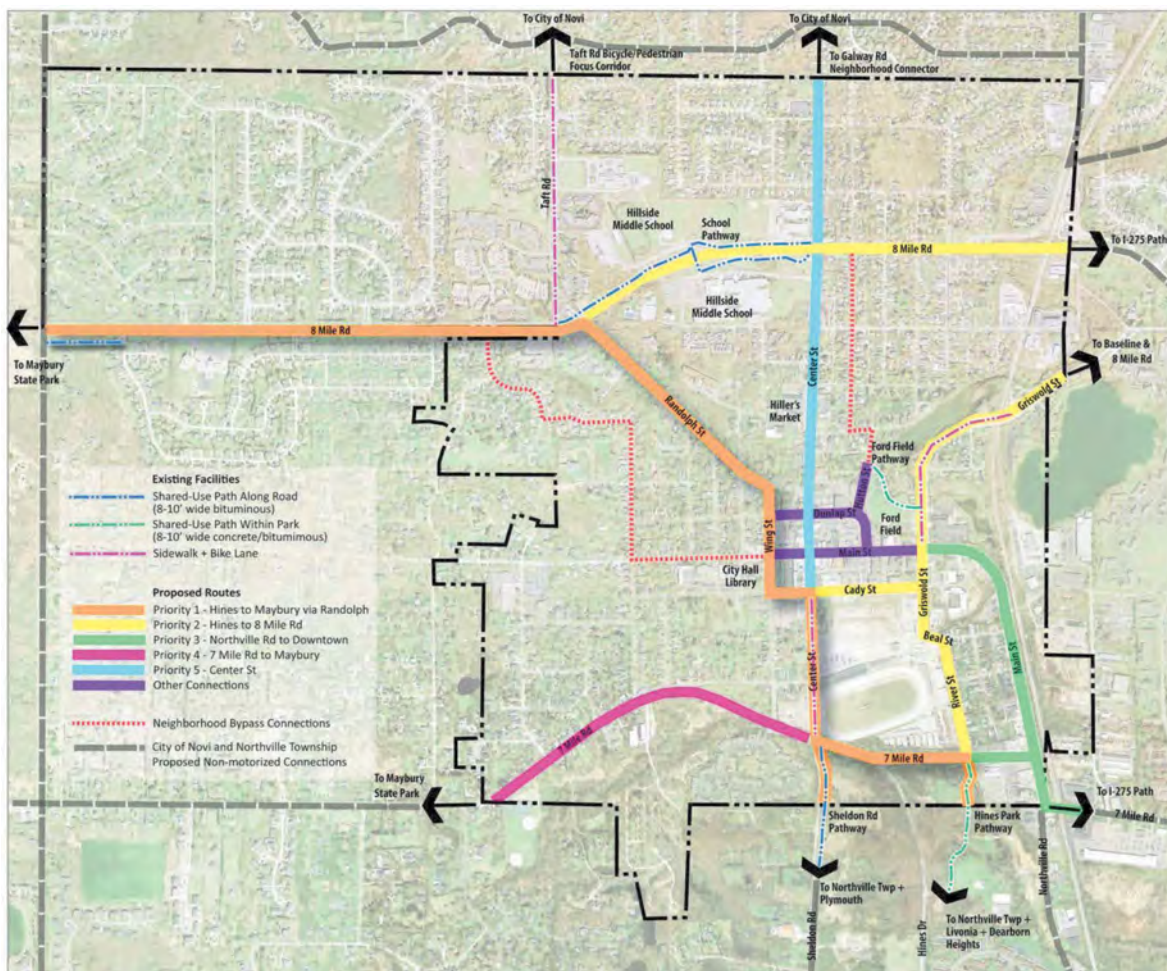 To City of Novi
To City of Novi
Taft Rd Bicycle/Pedestrian
Focus Corridor
To Galway Rd
Neighborhood Connector
Taft Rd
Hillside
Middle School
School
Pathway
8 Mile Rd
To I-275 Path
Hillside
Middle School
8 Mile Rd
To Maybury
State Park
To Baseline &
8 Mile Rd
Center St
Griswold St
Randolph St
Hiller's
Market
Ford Field
Pathway
Hutton St
Dunlap St
Ford
Field
Wing St
Main St
City Hall
Library
Cady St
Griswold St
Beal St
Main St
Center St
River St
7 Mile Rd
7 Mile Rd
Existing Facilities
Shared-Use Path Along Road
(8-10' wide bituminous)
Shared-Use Path Within Park
(8-10' wide concrete/bitumimous)
Sidewalk + Bike Lane
Proposed Routes
Priority 1 - Hines to Maybury via Randolph
Priority 2 - Hines to 8 Mile Rd
Priority 3 - Northville Rd to Downtown
Priority 4 - 7 Mile Rd to Maybury
Priority 5 - Center St
Other Connections
Neighborhood Bypass Connections
City of Novi and Northville Township
Proposed Non-motorized Connections
To Maybury
State Park
To I-275 Path
7 Mile Rd
Sheldon Rd
Pathway
Hines Park
Pathway
Northville Rd
To Northville Twp +
Plymouth
Sheldon Rd
Hines Dr
To Northville Twp +
Livonia + Dearborn
Heights